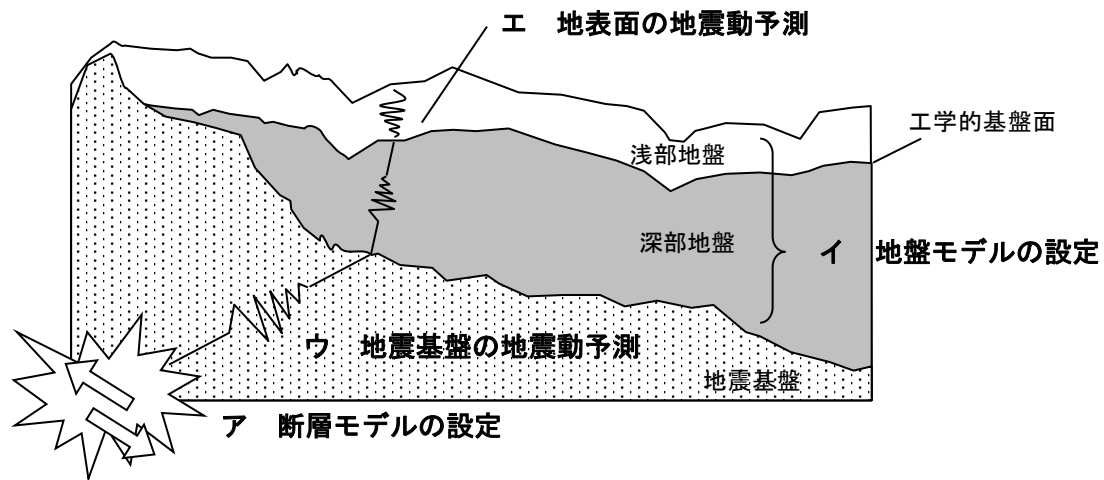 エ　地表面の地震動予測
工学的基盤面
浅部地盤
深部地盤
イ　地盤モデルの設定
ウ　地震基盤の地震動予測
地震基盤
ア　断層モデルの設定